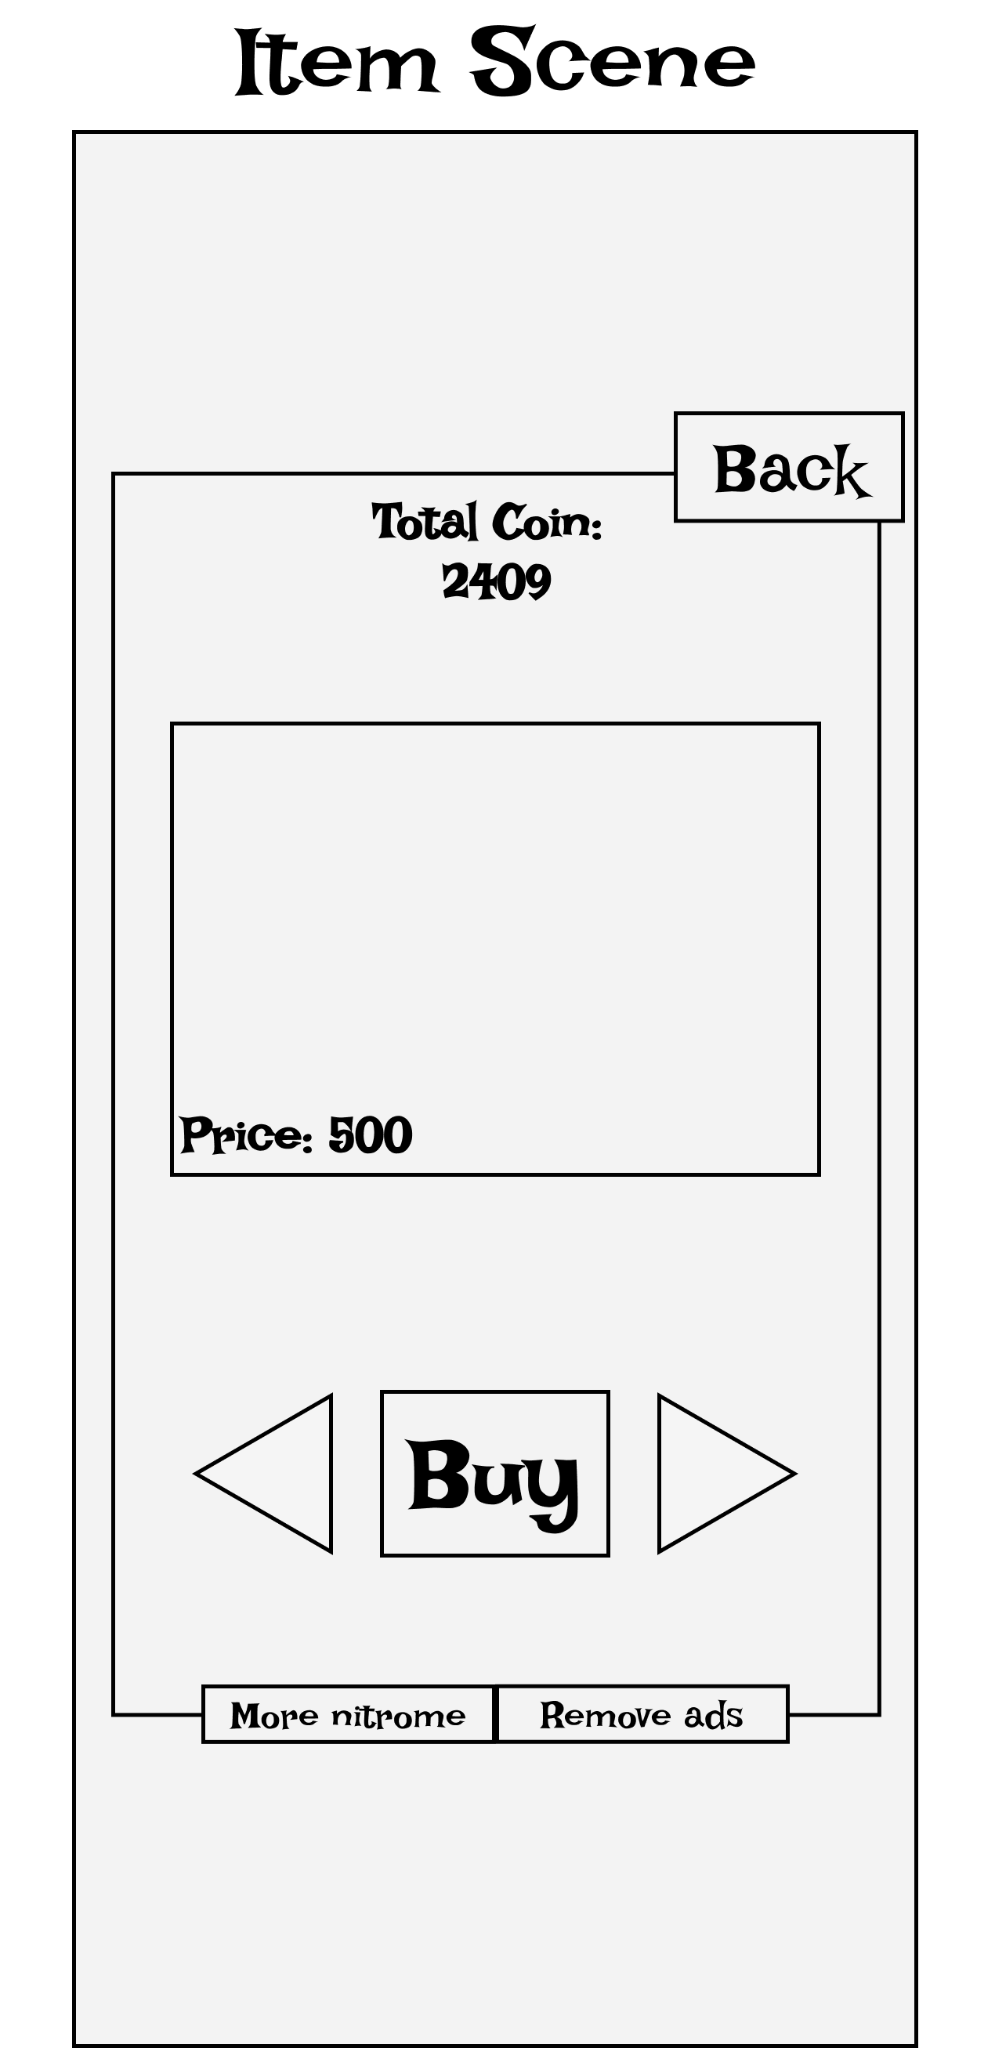 Item Scene
Back
Total Coin:
2409
Price: 500
Buy
More nitrome
Remove ads